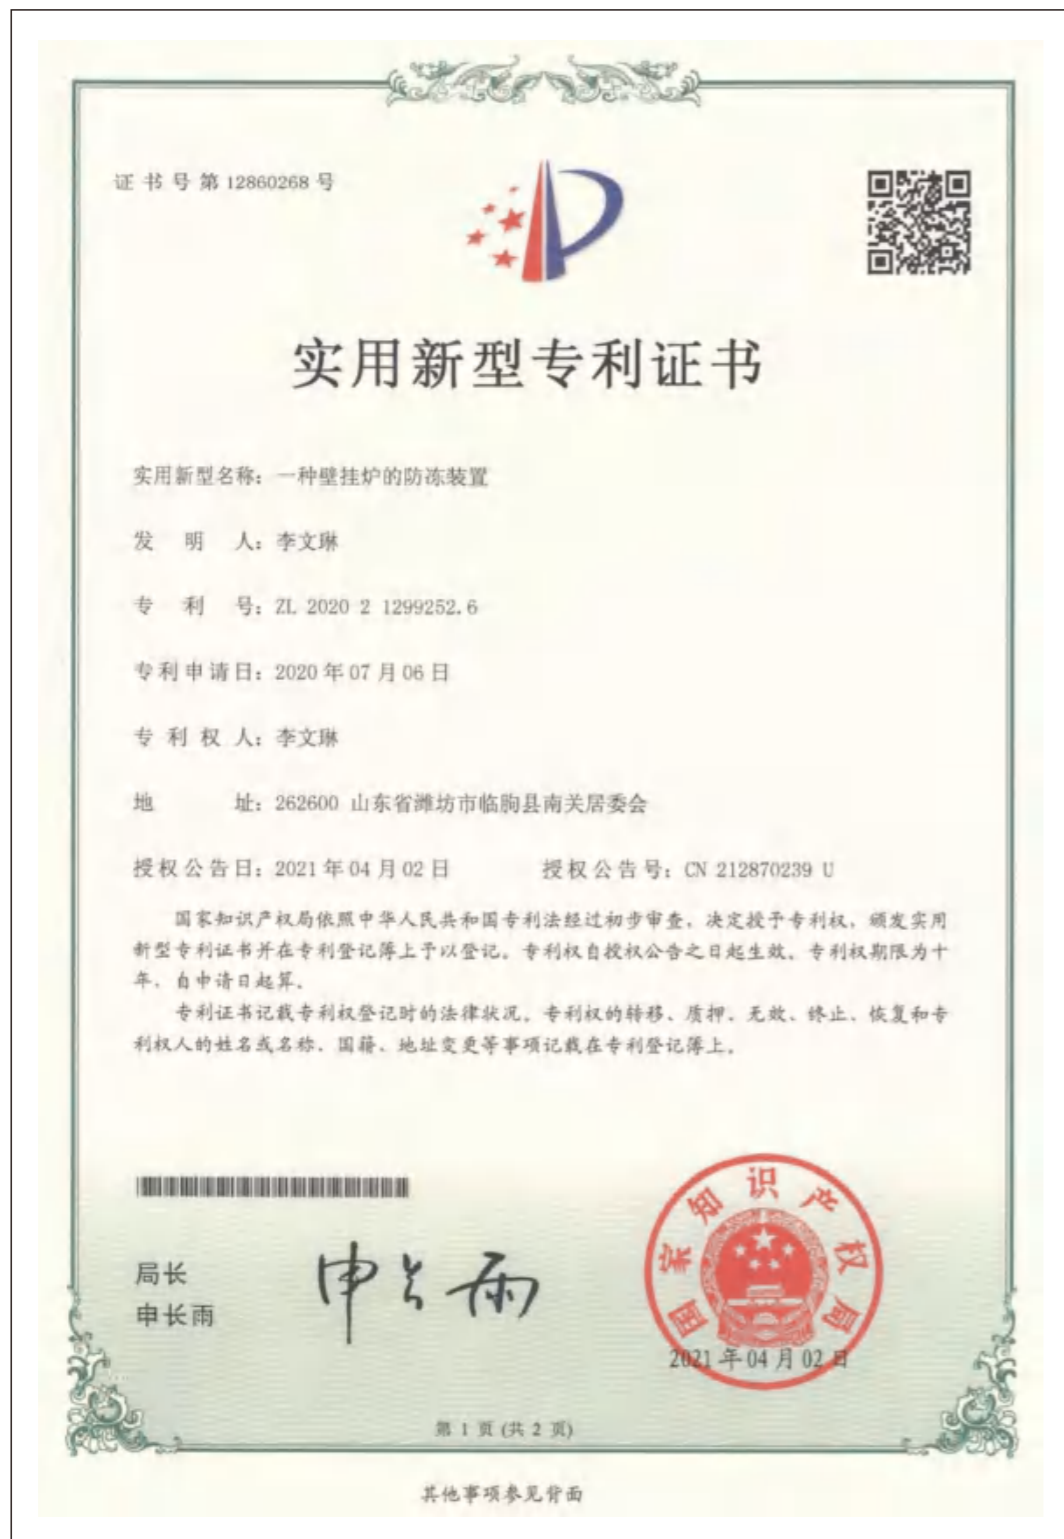 证书号第12860268号
实用新型专利证书
实用新型名称：一种壁挂炉的防冻装置
发 明 人：李文琳
专 利 号：ZL 2020 2 1299252.6
专利申请日：2020年07月06日
专 利 权 人：李文琳
地 址：262600 山东省潍坊市临朐县南关居委会
授权公告日：2021年04月02日 授权公告号：CN 212870239 U
国家知识产权局依照中华人民共和国专利法经过初步审查，决定授予专利权，颁发实用
新型专利证书并在专利登记簿上予以登记。专利权自授权公告之日起生效。专利权期限为十
年，自申请日起算。
专利证书记载专利权登记时的法律状况。专利权的转移、质押、无效、终止、恢复和专
利权人的姓名或名称、国籍、地址变更等事项记载在专利登记簿上。
局长
申长雨
申长雨
国家知识产权局
2021年04月02日
第 1 页 (共 2 页)
其他事项参见背面